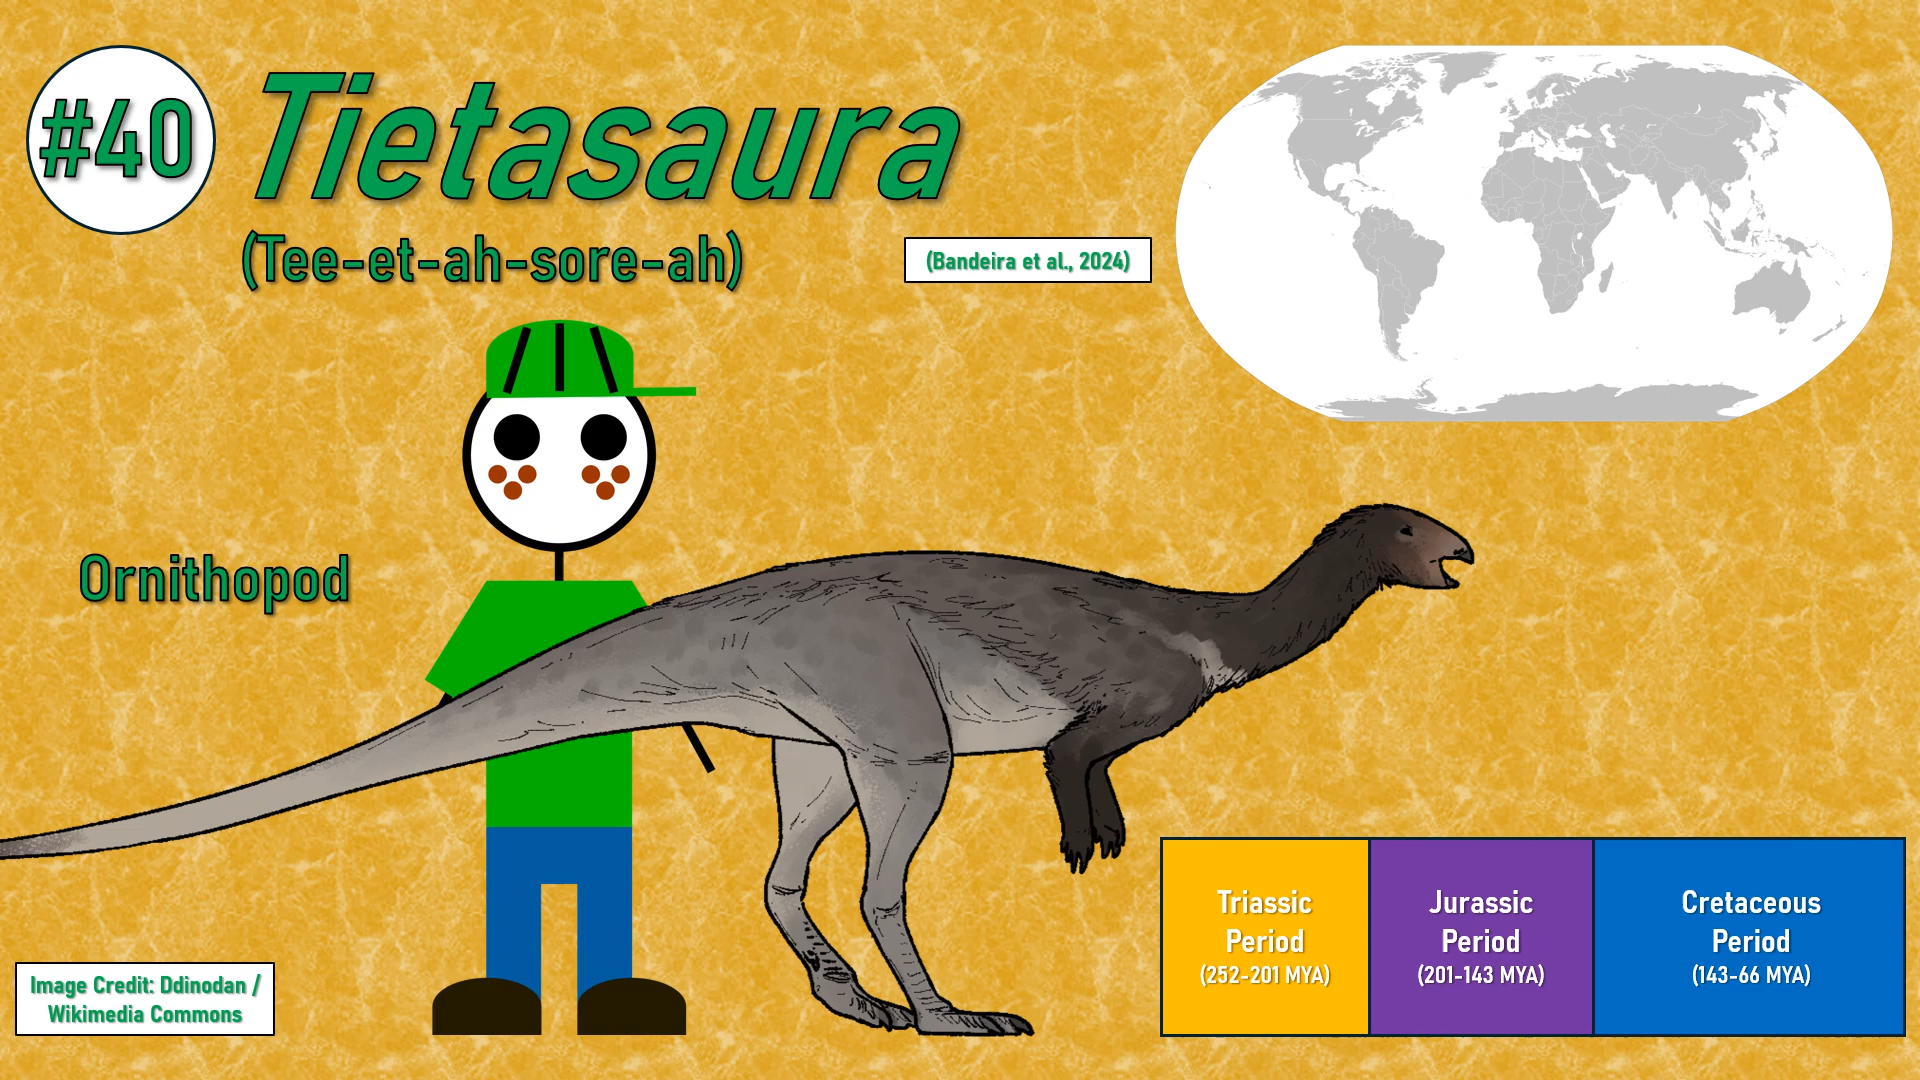 #40
Tietasaura
(Tee-et-ah-sore-ah)
(Bandeira et al., 2024)
Ornithopod
Triassic
Period
(252-201 MYA)
Jurassic
Period
(201-143 MYA)
Cretaceous
Period
(143-66 MYA)
Image Credit: Ddinodan /
Wikimedia Commons